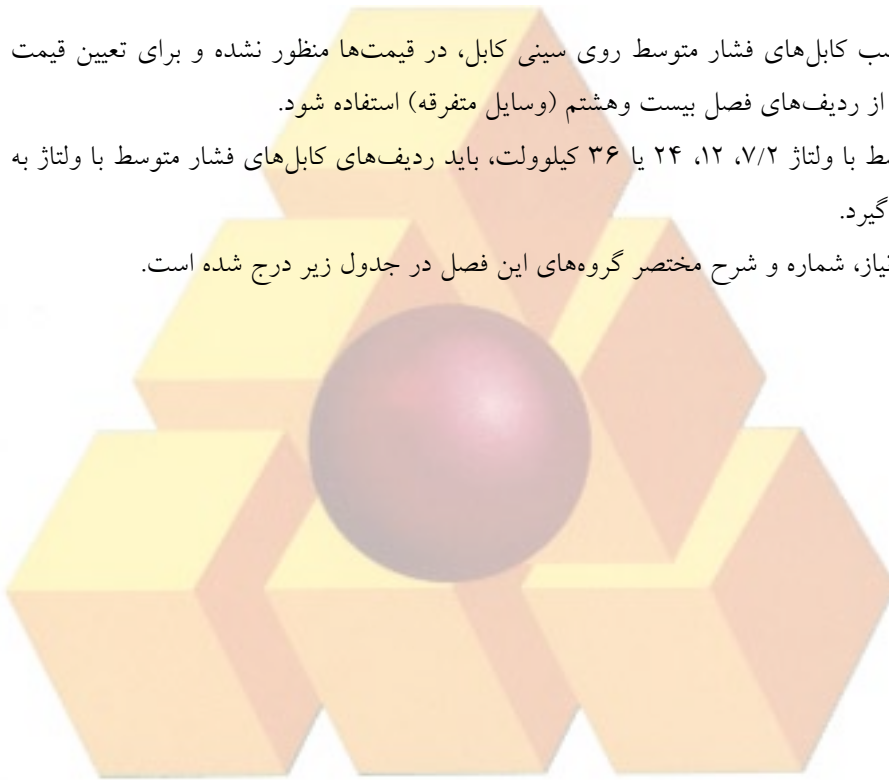 کابل‌های فشار متوسط روی سینی کابل، در قیمت‌ها منظور نشده و برای تعیین قیمت
از ردیف‌های فصل بیست وهشتم (وسایل متفرقه) استفاده شود.
با ولتاژ ۷/۲، ۱۲، ۲۴ یا ۳۶ کیلوولت، باید ردیف‌های کابل‌های فشار متوسط با ولتاژ به
گیرد.
شماره و شرح مختصر گروه‌های این فصل در جدول زیر درج شده است.